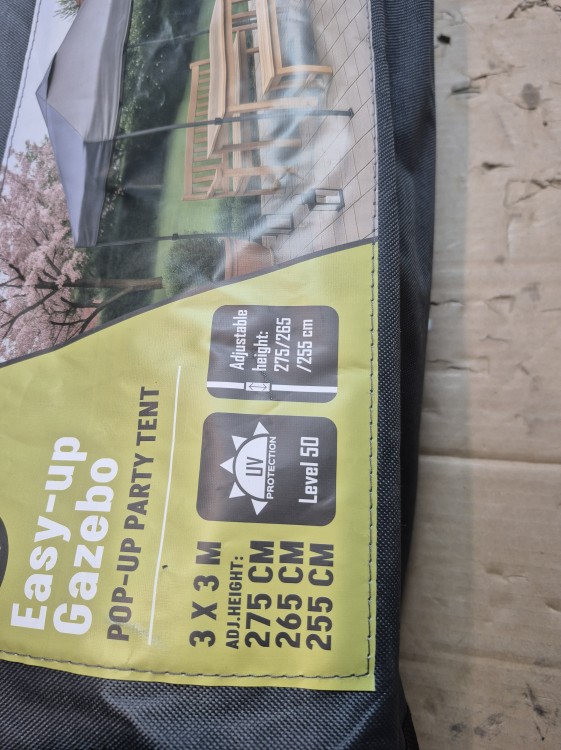 Easy-up
Gazebo
POP-UP PARTY TENT
3 X 3 M
ADJ.HEIGHT:
275 CM
265 CM
255 CM
UV
PROTECTION
Level 50
Adjustable
height:
275/265
/255 cm